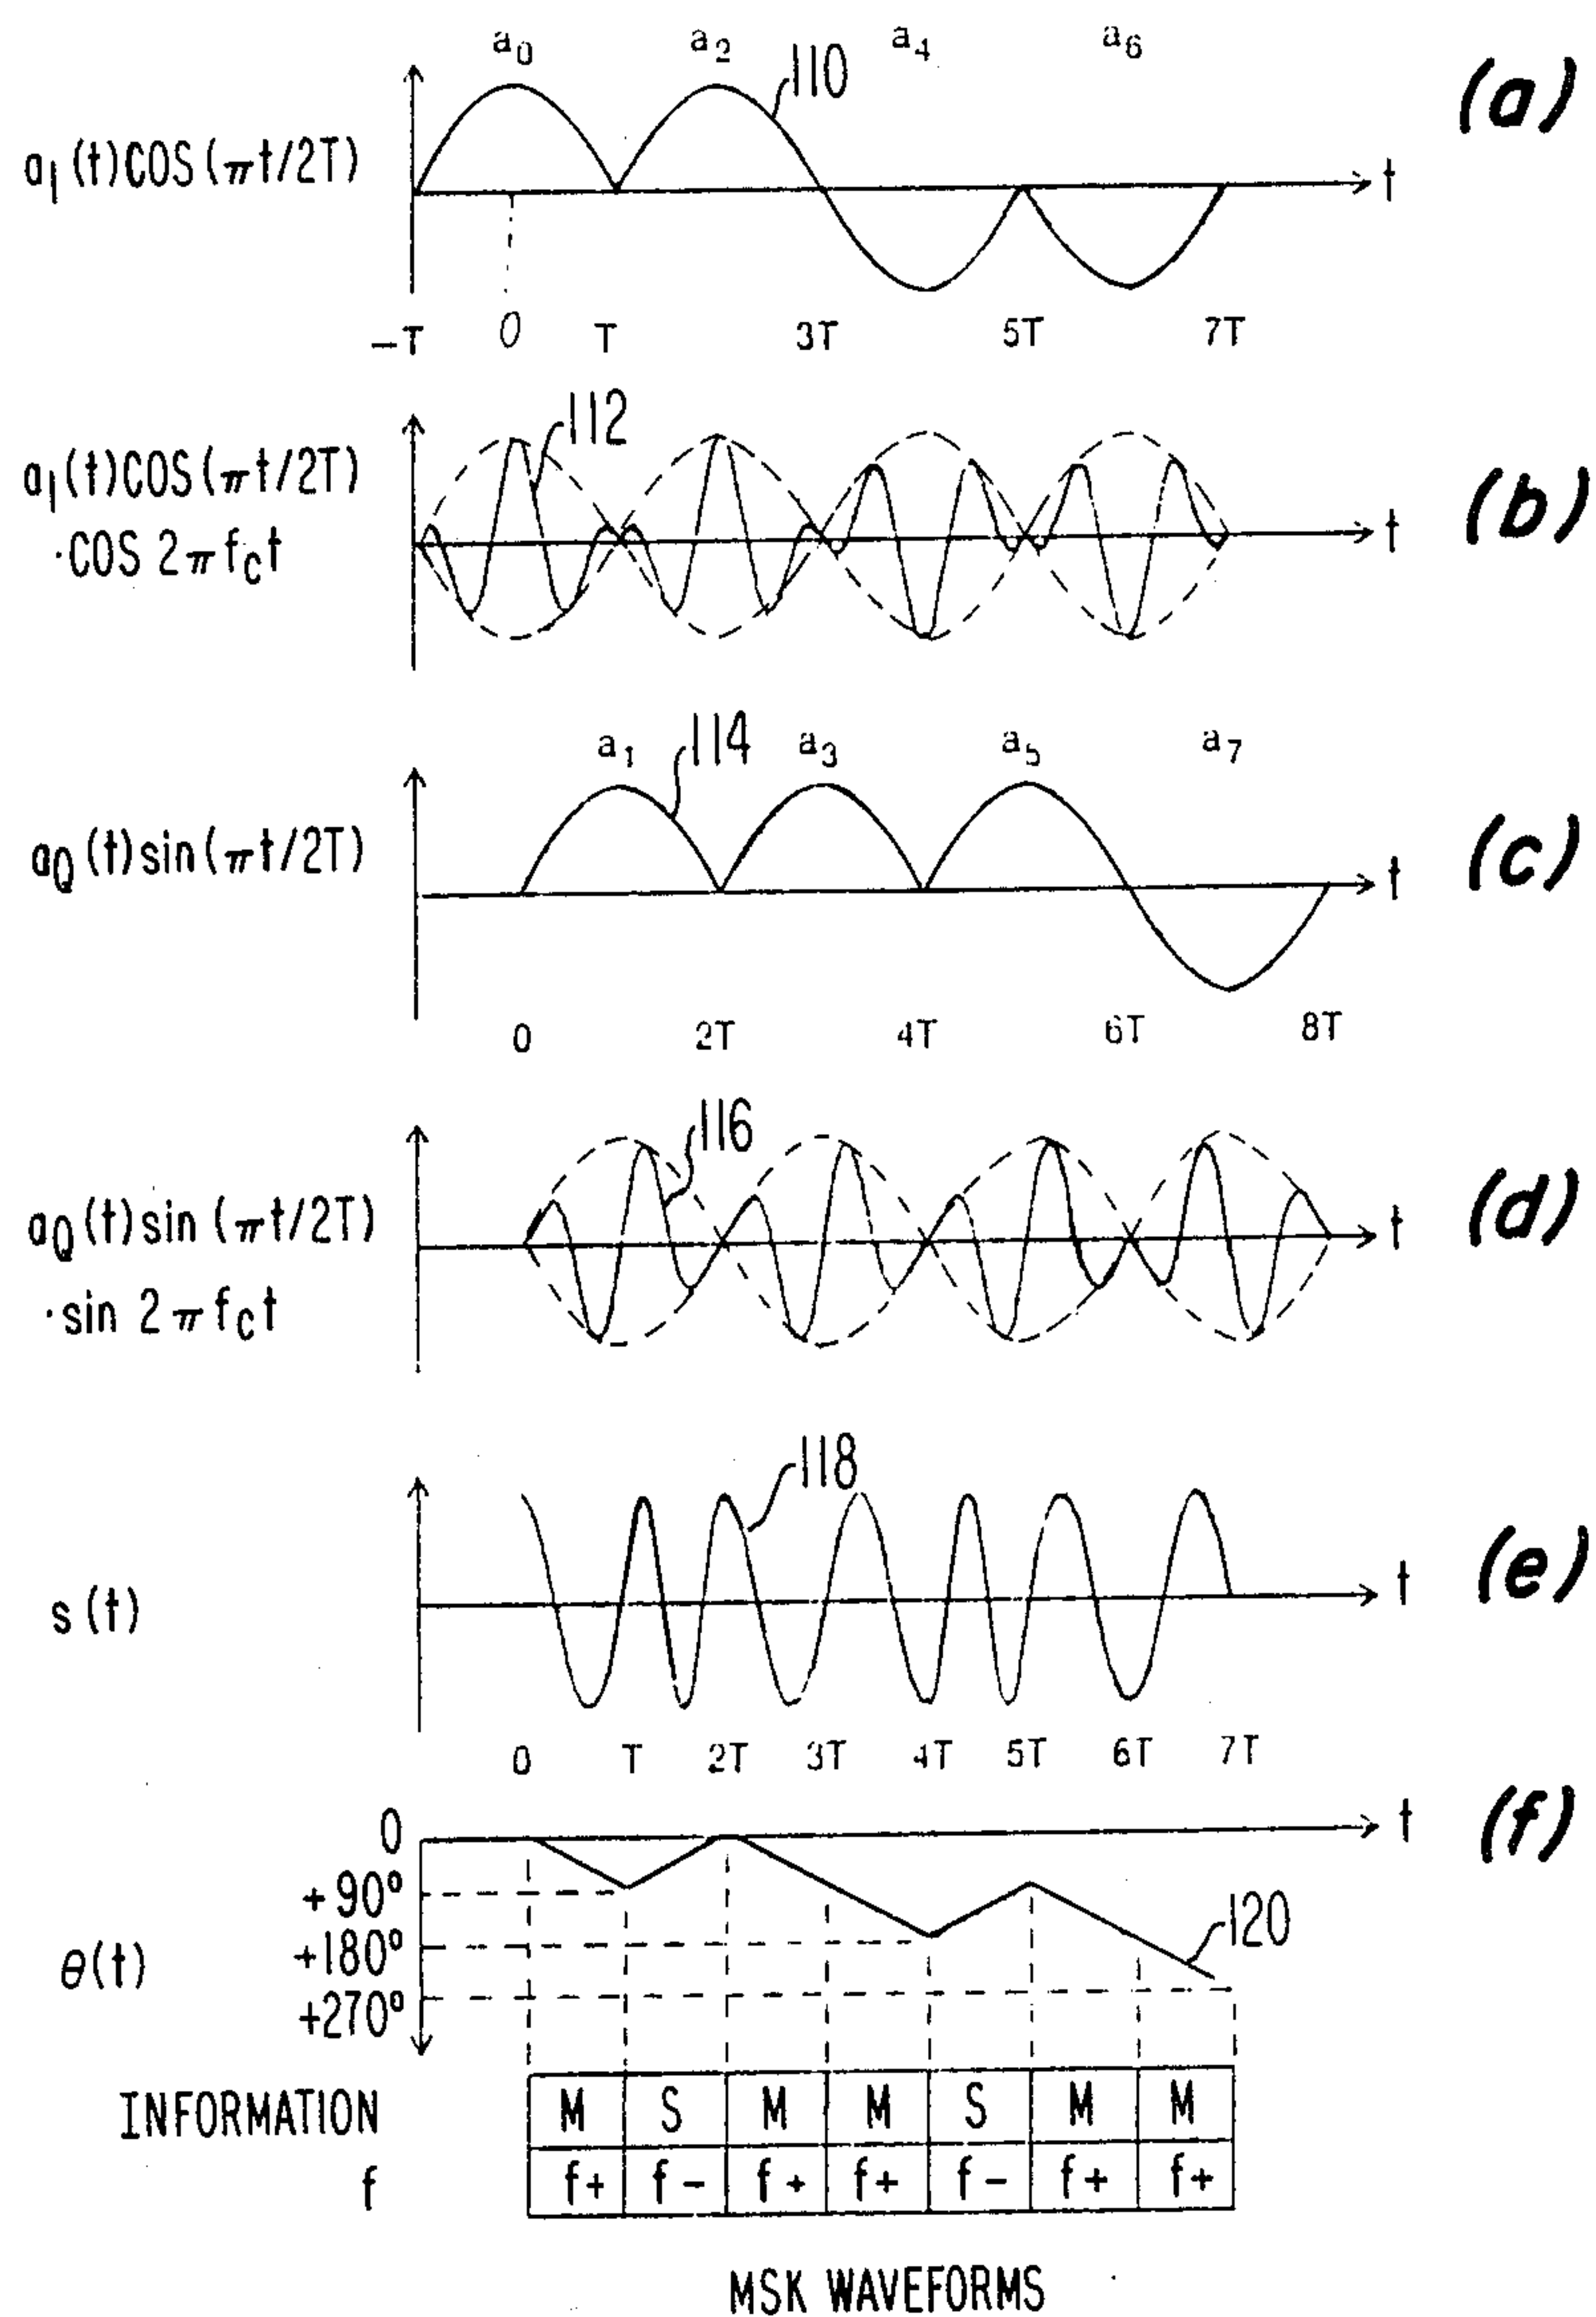 a0 a2 110 a4 a6 (a)
aI(t)COS(πt/2T) t
-T 0 T 3T 5T 7T
112
aI(t)COS(πt/2T) t (b)
·COS 2πfct
a1 114 a3 a5 a7
aQ(t)sin(πt/2T) t (c)
0 2T 4T 6T 8T
116
aQ(t)sin(πt/2T) t (d)
·sin 2πfct
118
s(t) t (e)
0 T 2T 3T 4T 5T 6T 7T
0 t (f)
+90°
120
+180°
θ(t)
+270°
INFORMATION M S M M S M M
f f+ f- f+ f+ f- f+ f+
MSK WAVEFORMS